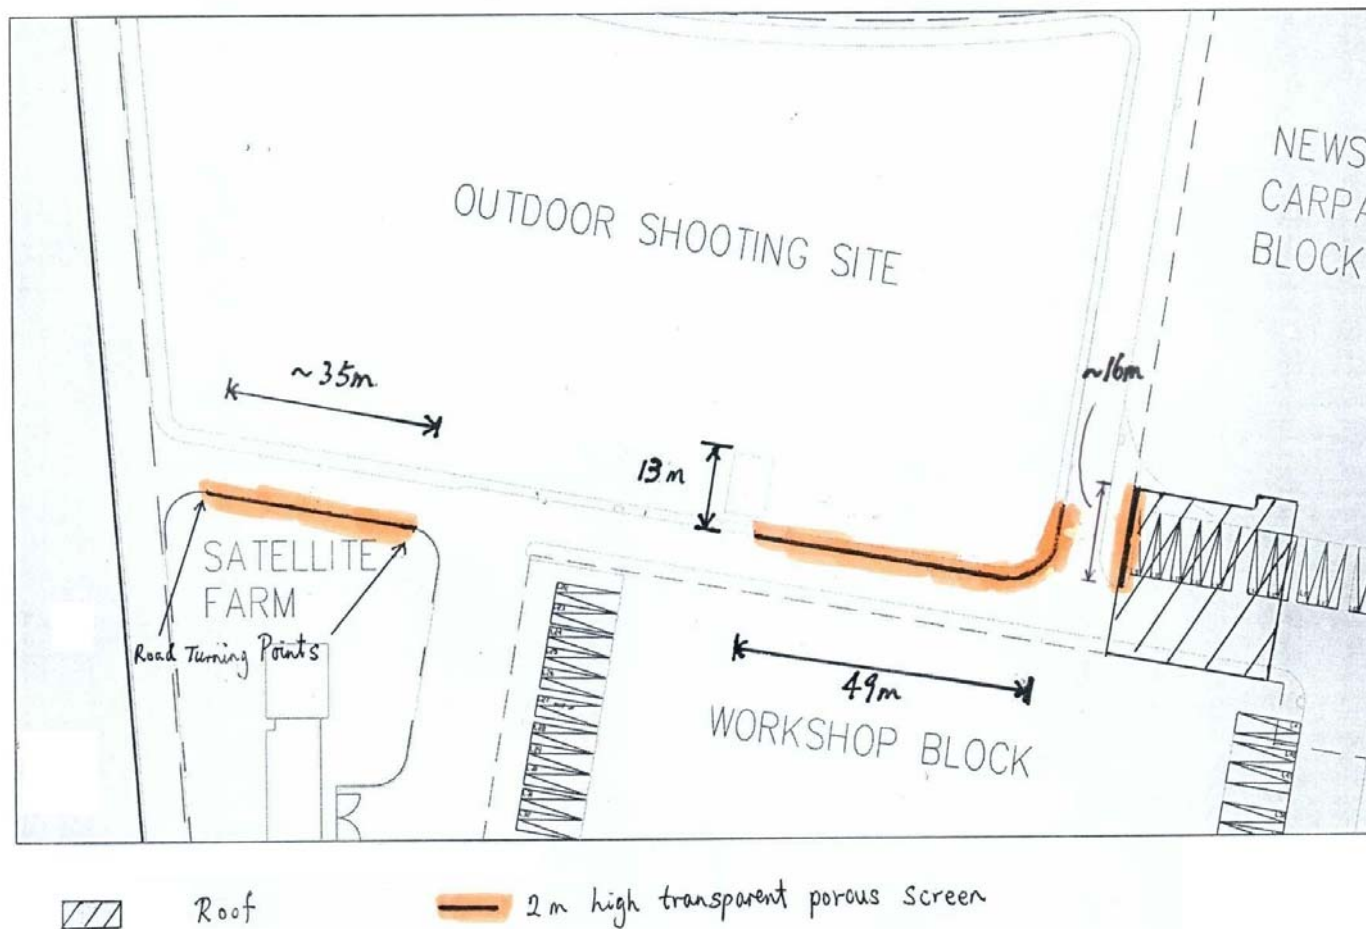 NEWS
CARPA
BLOCK
OUTDOOR SHOOTING SITE
~35m
~16m
13m
SATELLITE
FARM
Road Turning Points
49m
WORKSHOP BLOCK
Roof
2m high transparent porous screen